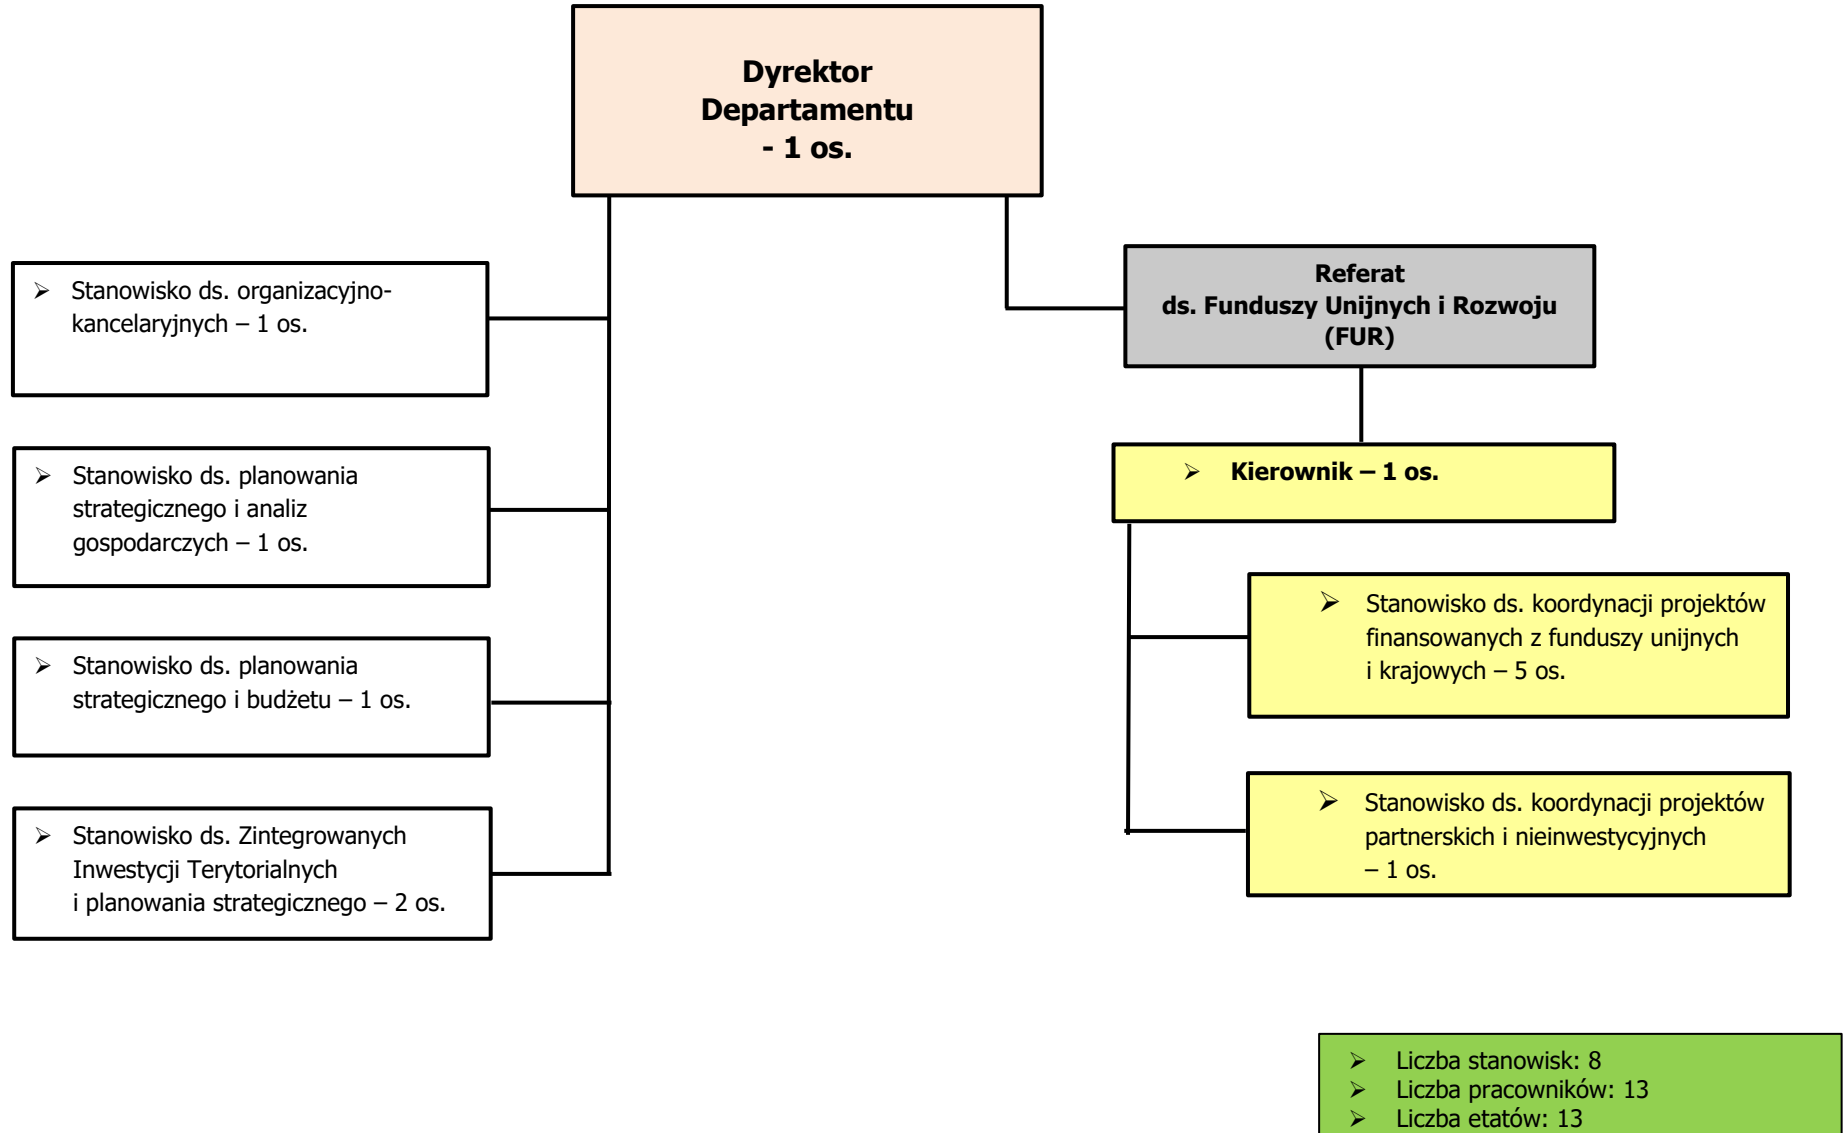 Dyrektor
Departamentu
- 1 os.
➢ Stanowisko ds. organizacyjno-
kancelaryjnych – 1 os.
➢ Stanowisko ds. planowania
strategicznego i analiz
gospodarczych – 1 os.
➢ Stanowisko ds. planowania
strategicznego i budżetu – 1 os.
➢ Stanowisko ds. Zintegrowanych
Inwestycji Terytorialnych
i planowania strategicznego – 2 os.
Referat
ds. Funduszy Unijnych i Rozwoju
(FUR)
➢ Kierownik – 1 os.
➢ Stanowisko ds. koordynacji projektów
finansowanych z funduszy unijnych
i krajowych – 5 os.
➢ Stanowisko ds. koordynacji projektów
partnerskich i nieinwestycyjnych
– 1 os.
➢ Liczba stanowisk: 8
➢ Liczba pracowników: 13
➢ Liczba etatów: 13